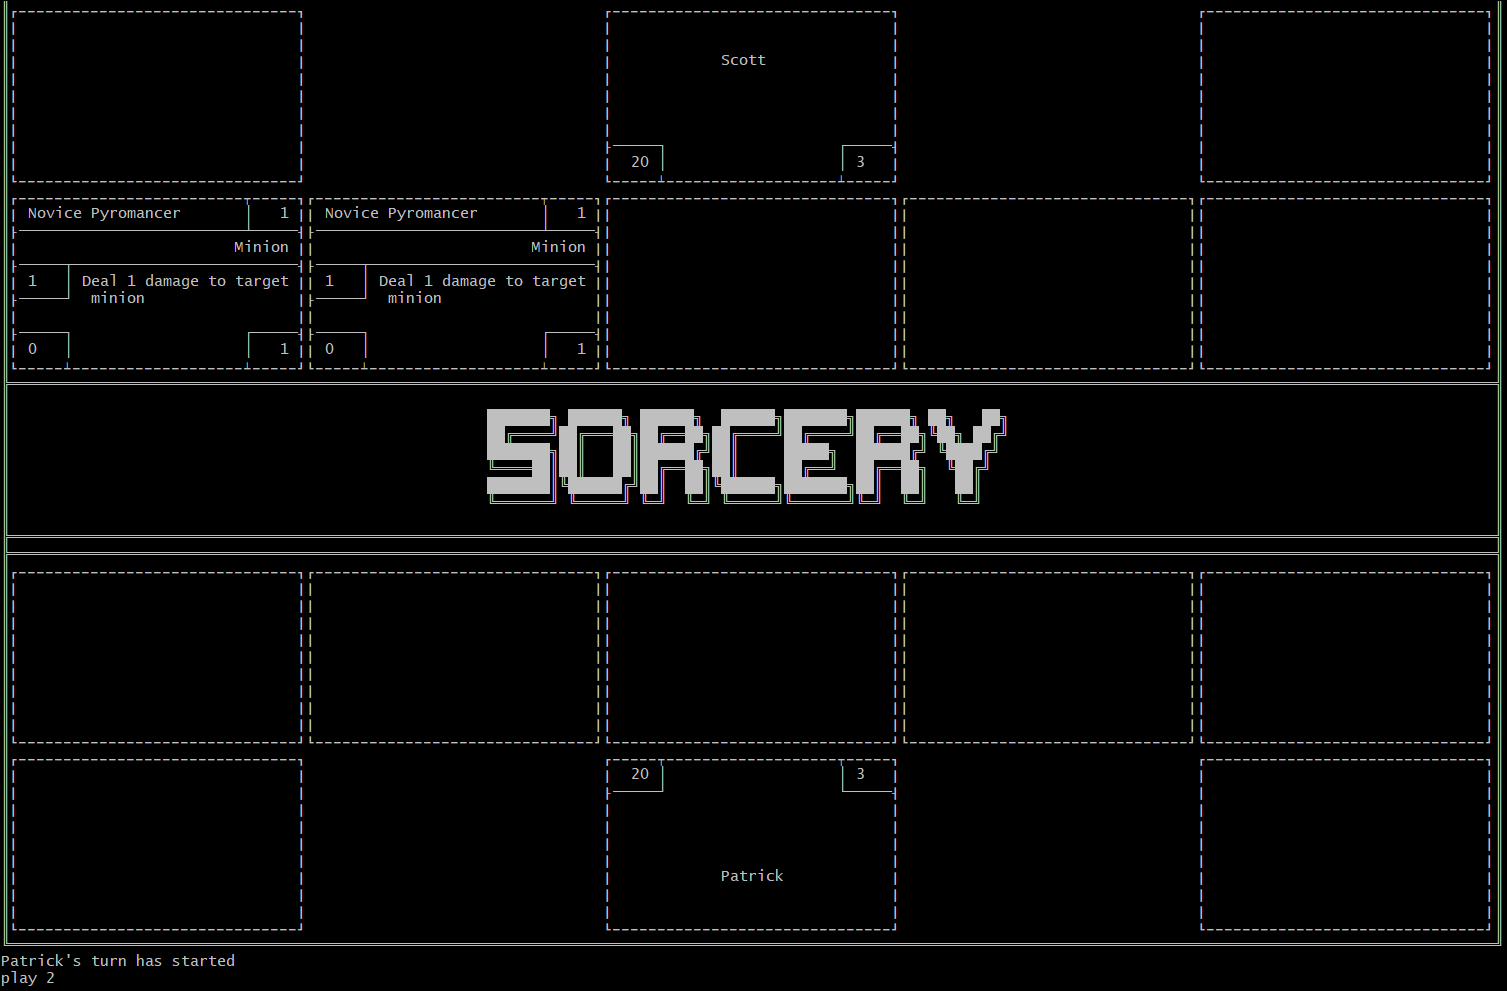 Scott
20 3
Novice Pyromancer 1 Novice Pyromancer 1
Minion Minion
1 Deal 1 damage to target 1 Deal 1 damage to target
minion minion
0 1 0 1
SORCERY
20 3
Patrick
Patrick's turn has started
play 2